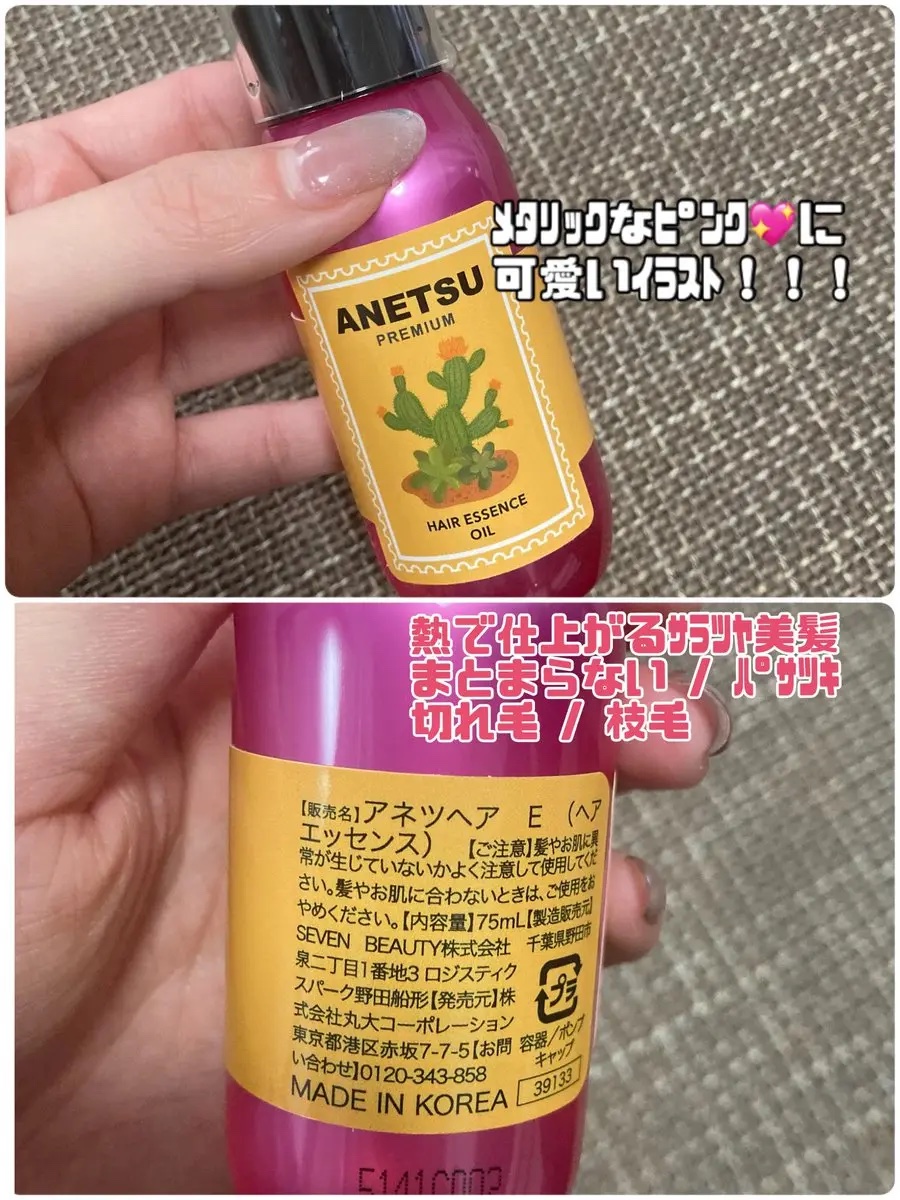 メタリックなピンク💖に
可愛いイラスト！！！
ANETSU
PREMIUM
HAIR ESSENCE
OIL
熱で仕上がるサラツヤ美髪
まとまらない / パサツキ
切れ毛 / 枝毛
【販売名】アネツヘア E (ヘア
エッセンス) 【ご注意】髪やお肌に異
常が生じていないかよく注意して使用してくだ
さい。髪やお肌に合わないときは、ご使用をお
やめください。【内容量】75mL【製造販売元】
SEVEN BEAUTY株式会社 千葉県野田市
泉二丁目1番地3 ロジスティク
スパーク野田船形【発売元】株
式会社丸大コーポレーション
東京都港区赤坂7-7-5【お問
い合わせ】0120-343-858
プラ
容器/ポンプ
キャップ
MADE IN KOREA
39133
5141C003